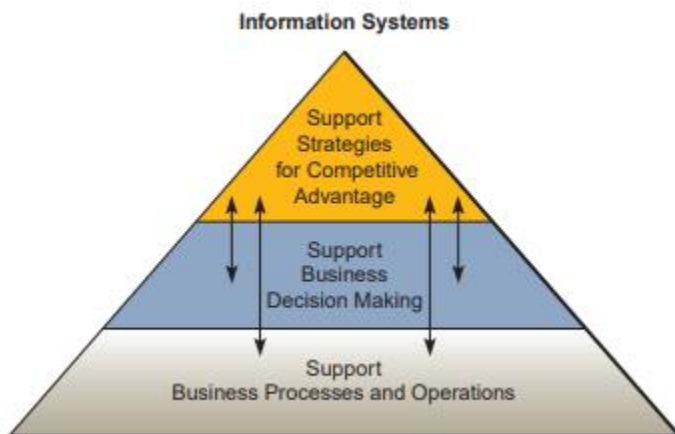 Information Systems
Support
Strategies
for Competitive
Advantage
Support
Business
Decision Making
Support
Business Processes and Operations